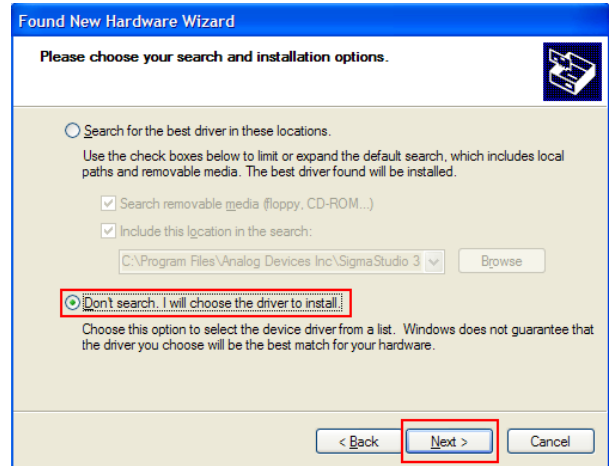 Found New Hardware Wizard
Please choose your search and installation options.
Search for the best driver in these locations.
Use the check boxes below to limit or expand the default search, which includes local
paths and removable media. The best driver found will be installed.
Search removable media (floppy, CD-ROM...)
Include this location in the search:
C:\Program Files\Analog Devices Inc\SigmaStudio 3
Browse
Don't search. I will choose the driver to install.
Choose this option to select the device driver from a list. Windows does not guarantee that
the driver you choose will be the best match for your hardware.
< Back
Next >
Cancel